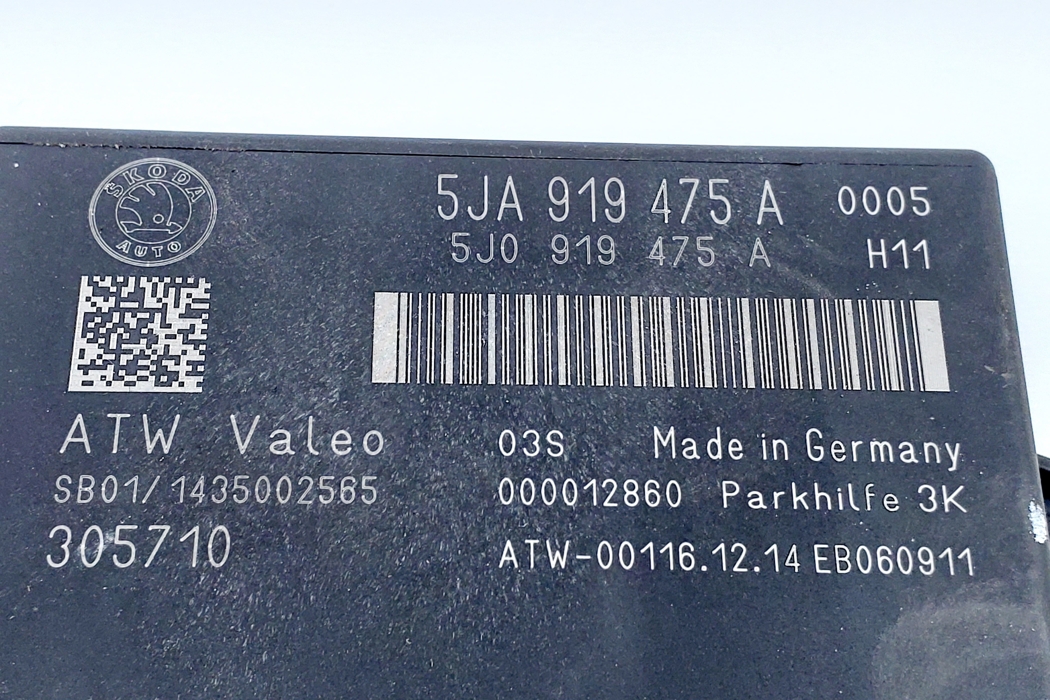 ŠKODA
AUTO
5JA 919 475 A 0005
5J0 919 475 A H11
ATW Valeo
03S Made in Germany
SB01/1435002565
000012860 Parkhilfe 3K
305710
ATW-00116.12.14 EB060911